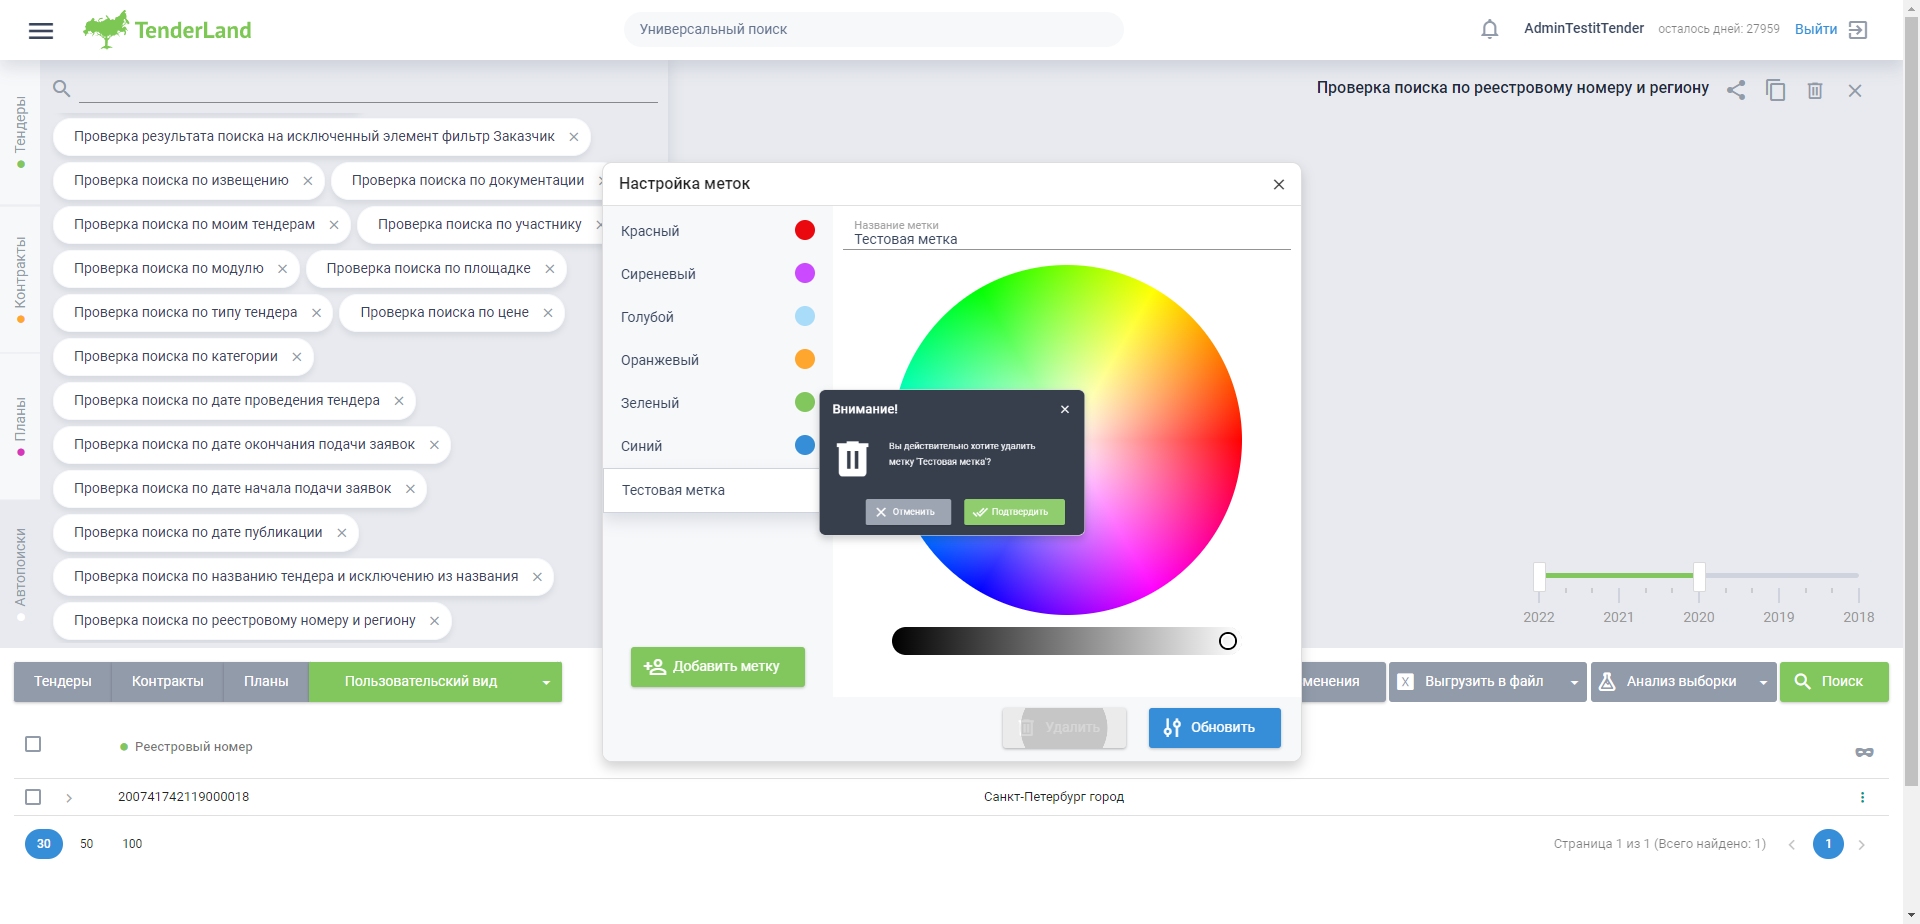 TenderLand
Универсальный поиск
AdminTestitTender
осталось дней: 27959
Выйти
Тендеры
Контракты
Планы
Автопоиски
Проверка поиска по реестровому номеру и региону
Проверка результата поиска на исключенный элемент фильтр Заказчик
Проверка поиска по извещению
Проверка поиска по документации
Проверка поиска по моим тендерам
Проверка поиска по участнику
Проверка поиска по модулю
Проверка поиска по площадке
Проверка поиска по типу тендера
Проверка поиска по цене
Проверка поиска по категории
Проверка поиска по дате проведения тендера
Проверка поиска по дате окончания подачи заявок
Проверка поиска по дате начала подачи заявок
Проверка поиска по дате публикации
Проверка поиска по названию тендера и исключению из названия
Проверка поиска по реестровому номеру и региону
Настройка меток
Красный
Сиреневый
Голубой
Оранжевый
Зеленый
Синий
Тестовая метка
Добавить метку
Название метки
Тестовая метка
Внимание!
Вы действительно хотите удалить
метку 'Тестовая метка'?
Отменить
Подтвердить
Удалить
Обновить
2022
2021
2020
2019
2018
Тендеры
Контракты
Планы
Пользовательский вид
менения
X
Выгрузить в файл
Анализ выборки
Поиск
Реестровый номер
200741742119000018
Санкт-Петербург город
30
50
100
Страница 1 из 1 (Всего найдено: 1)
1